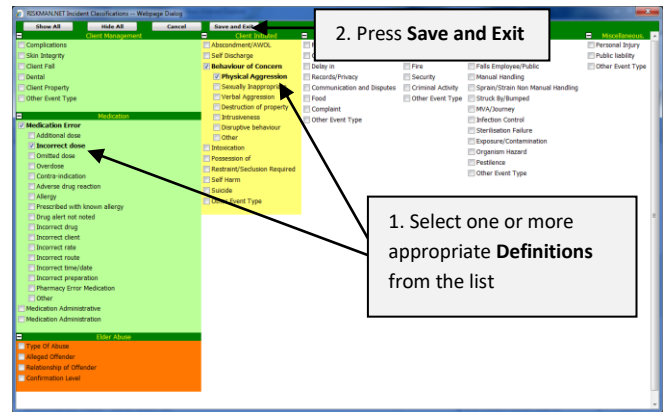 RISKMAN.NET Incident Classifications -- Webpage Dialog
Show All
Hide All
Cancel
Save and Exit
Client Management
Complications
Skin Integrity
Client Fall
Dental
Client Property
Other Event Type
Medication
Medication Error
Additional dose
Incorrect dose
Omitted dose
Overdose
Contra-indication
Adverse drug reaction
Allergy
Prescribed with known allergy
Drug alert not noted
Incorrect drug
Incorrect client
Incorrect rate
Incorrect route
Incorrect time/date
Incorrect preparation
Pharmacy Error Medication
Other
Medication Administrative
Medication Administration
Elder Abuse
Type Of Abuse
Alleged Offender
Relationship of Offender
Confirmation Level
Client Initiated
Abscondment/AWOL
Self Discharge
Behaviour of Concern
Physical Aggression
Sexually Inappropriate
Verbal Aggression
Destruction of property
Intrusiveness
Disruptive behaviour
Other
Intoxication
Possession of
Restraint/Seclusion Required
Self Harm
Suicide
Other Event Type
Delay in
Records/Privacy
Communication and Disputes
Food
Complaint
Other Event Type
Fire
Security
Criminal Activity
Other Event Type
Falls Employee/Public
Manual Handling
Sprain/Strain Non Manual Handling
Struck By/Bumped
MVA/Journey
Infection Control
Sterilisation Failure
Exposure/Contamination
Organism Hazard
Pestilence
Other Event Type
Miscellaneous.
Personal Injury
Public liability
Other Event Type
2. Press Save and Exit
1. Select one or more
appropriate Definitions
from the list